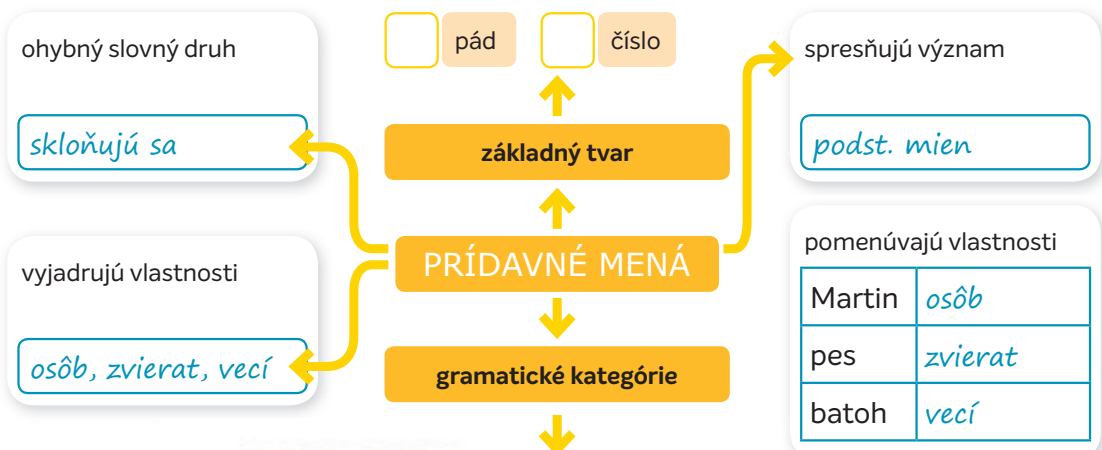 ohybný slovný druh
skloňujú sa
vyjadrujú vlastnosti
osôb, zvierat, vecí
pád
číslo
základný tvar
PRÍDAVNÉ MENÁ
gramatické kategórie
spresňujú význam
podst. mien
pomenúvajú vlastnosti
Martin osôb
pes zvierat
batoh vecí